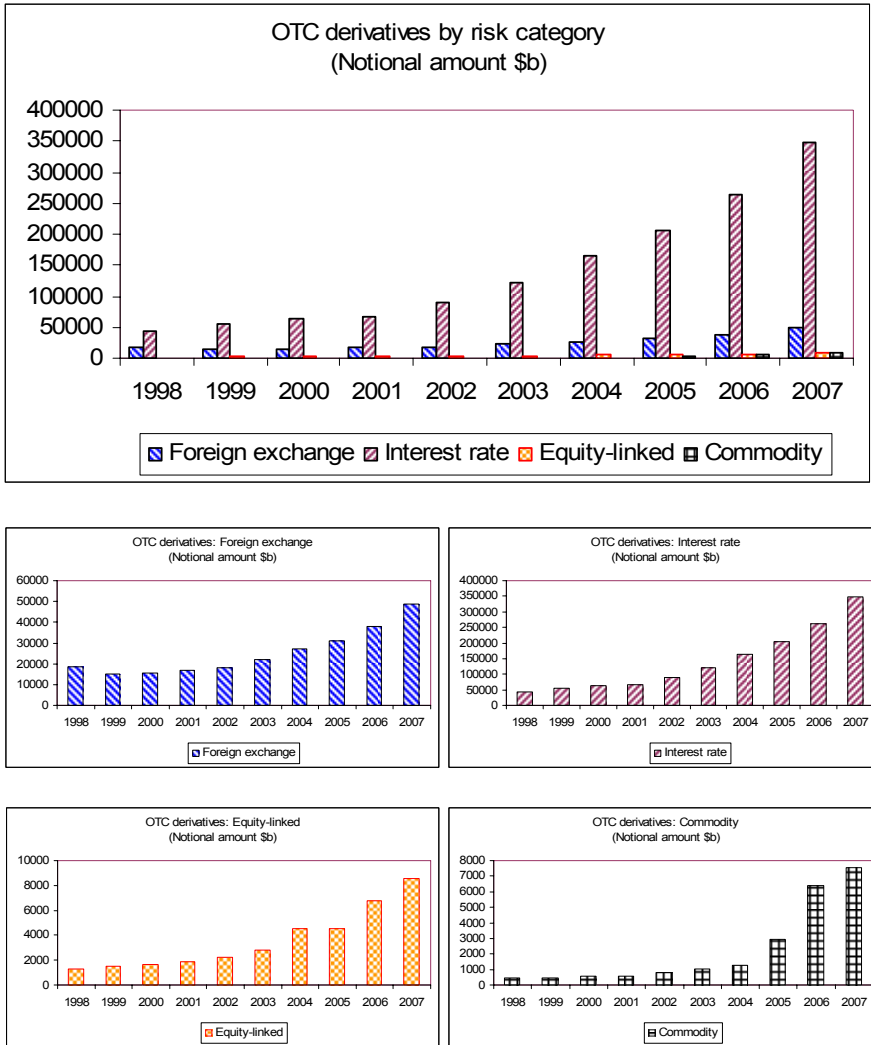 OTC derivatives by risk category
(Notional amount $b)
400000
350000
300000
250000
200000
150000
100000
50000
0
1998 1999 2000 2001 2002 2003 2004 2005 2006 2007
Foreign exchange Interest rate Equity-linked Commodity
OTC derivatives: Foreign exchange
(Notional amount $b)
60000
50000
40000
30000
20000
10000
0
1998 1999 2000 2001 2002 2003 2004 2005 2006 2007
Foreign exchange
OTC derivatives: Interest rate
(Notional amount $b)
400000
350000
300000
250000
200000
150000
100000
50000
0
1998 1999 2000 2001 2002 2003 2004 2005 2006 2007
Interest rate
OTC derivatives: Equity-linked
(Notional amount $b)
10000
8000
6000
4000
2000
0
1998 1999 2000 2001 2002 2003 2004 2005 2006 2007
Equity-linked
OTC derivatives: Commodity
(Notional amount $b)
8000
7000
6000
5000
4000
3000
2000
1000
0
1998 1999 2000 2001 2002 2003 2004 2005 2006 2007
Commodity